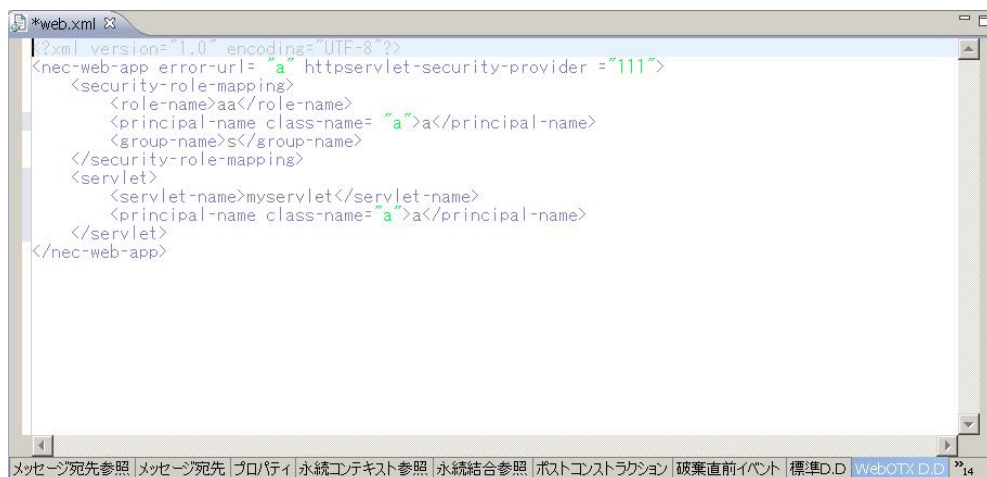 *web.xml
<?xml version="1.0" encoding="UTF-8"?>
<nec-web-app error-url= "a" httpservlet-security-provider ="111">
<security-role-mapping>
<role-name>aa</role-name>
<principal-name class-name= "a">a</principal-name>
<group-name>s</group-name>
</security-role-mapping>
<servlet>
<servlet-name>myservlet</servlet-name>
<principal-name class-name="a">a</principal-name>
</servlet>
</nec-web-app>
メッセージ宛先参照 メッセージ宛先 プロパティ 永続コンテキスト参照 永続結合参照 ポストコンストラクション 破棄直前イベント 標準D.D WebOTX D.D »14